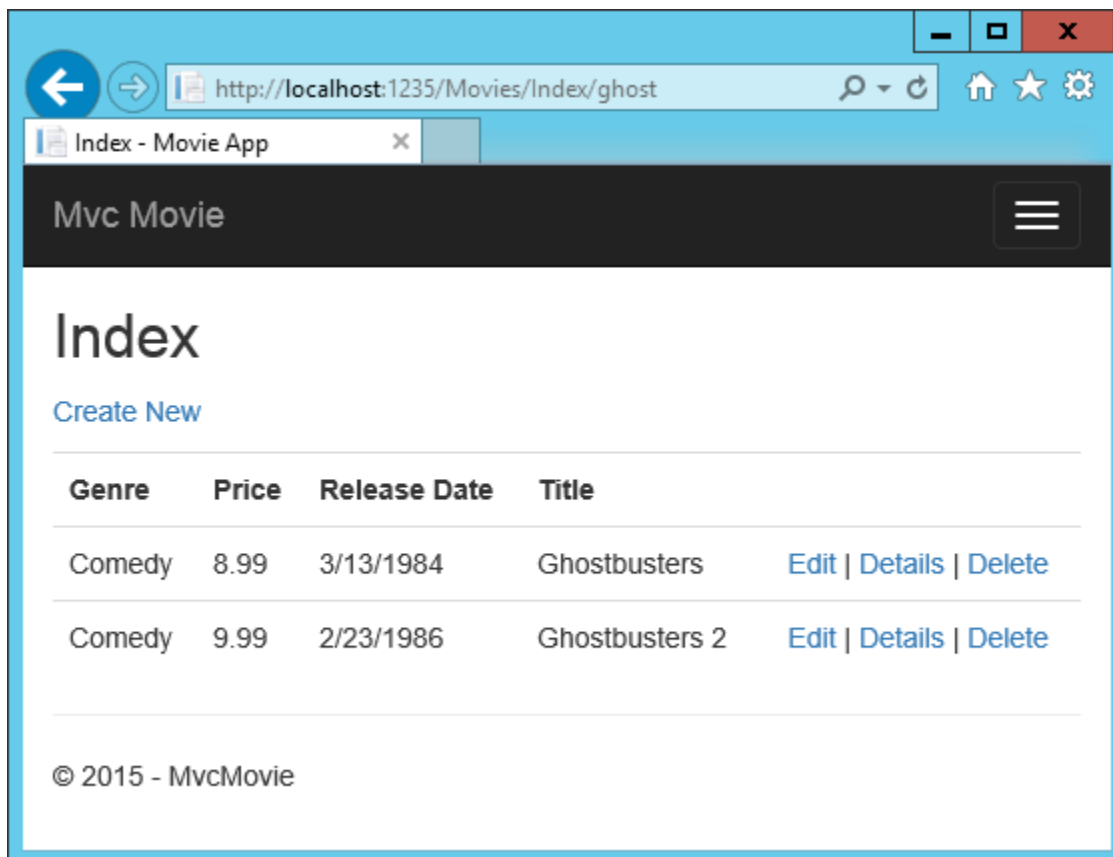 http://localhost:1235/Movies/Index/ghost
Index - Movie App
Mvc Movie
Index
Create New
Genre Price Release Date Title
Comedy 8.99 3/13/1984 Ghostbusters Edit | Details | Delete
Comedy 9.99 2/23/1986 Ghostbusters 2 Edit | Details | Delete
© 2015 - MvcMovie